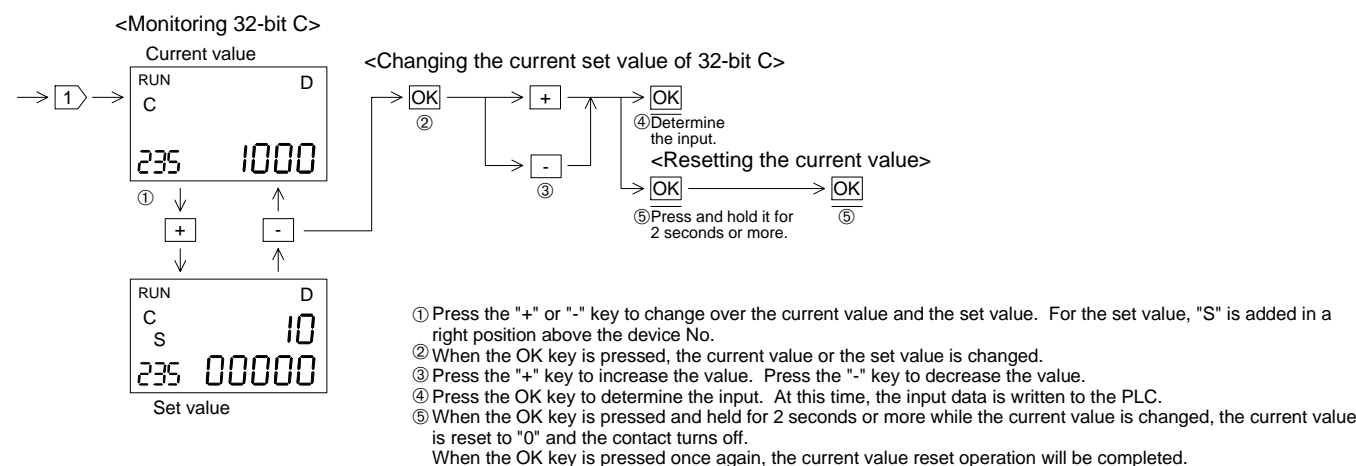 <Monitoring 32-bit C>
Current value
<Changing the current set value of 32-bit C>
RUN D
C
235 1000
1
OK + OK
②
④Determine
the input.
-
③
<Resetting the current value>
OK OK
⑤Press and hold it for
2 seconds or more.
⑤
①
+ -
RUN D
C 10
S
235 00000
Set value
① Press the "+" or "-" key to change over the current value and the set value. For the set value, "S" is added in a
right position above the device No.
② When the OK key is pressed, the current value or the set value is changed.
③ Press the "+" key to increase the value. Press the "-" key to decrease the value.
④ Press the OK key to determine the input. At this time, the input data is written to the PLC.
⑤ When the OK key is pressed and held for 2 seconds or more while the current value is changed, the current value
is reset to "0" and the contact turns off.
When the OK key is pressed once again, the current value reset operation will be completed.